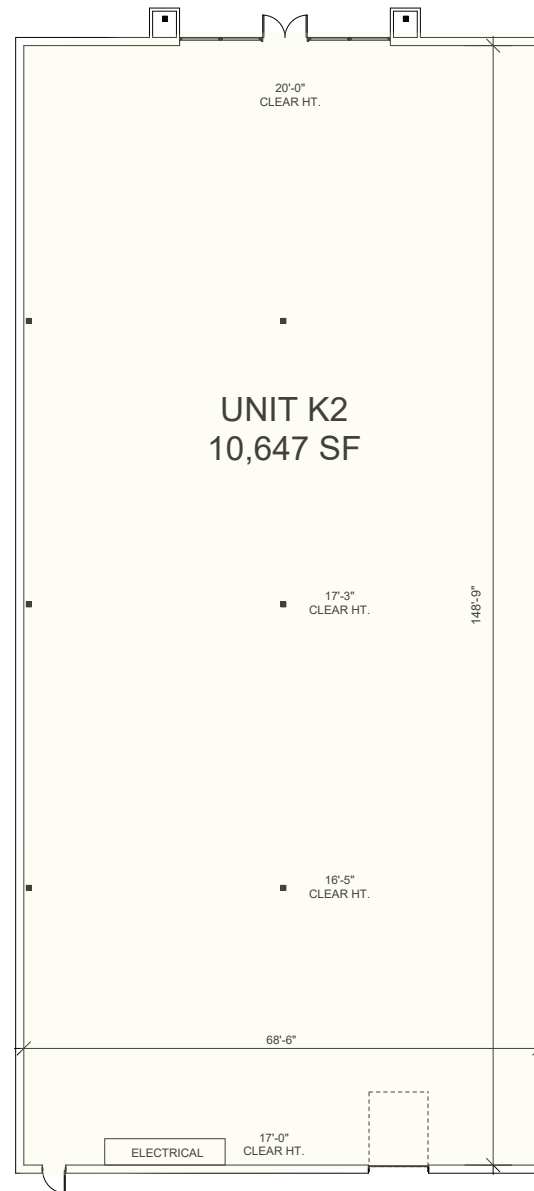 20'-0"
CLEAR HT.
UNIT K2
10,647 SF
17'-3"
CLEAR HT.
148'-9"
16'-5"
CLEAR HT.
68'-6"
17'-0"
CLEAR HT.
ELECTRICAL